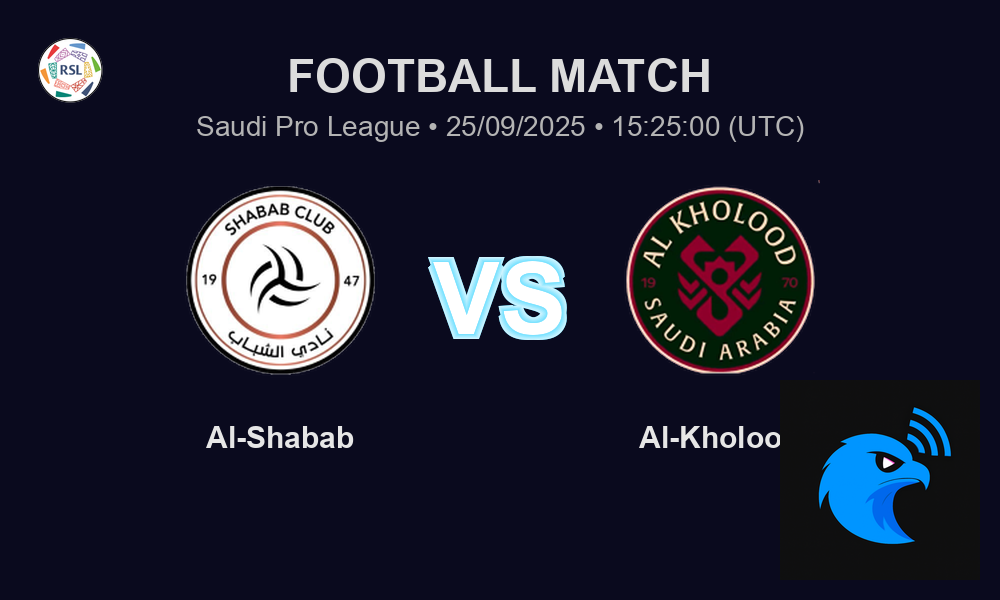 RSL
FOOTBALL MATCH
Saudi Pro League • 25/09/2025 • 15:25:00 (UTC)
SHABAB CLUB
19 47
نادي الشباب
VS
AL KHOLOOD
19 70
SAUDI ARABIA
Al-Shabab
Al-Kholoo